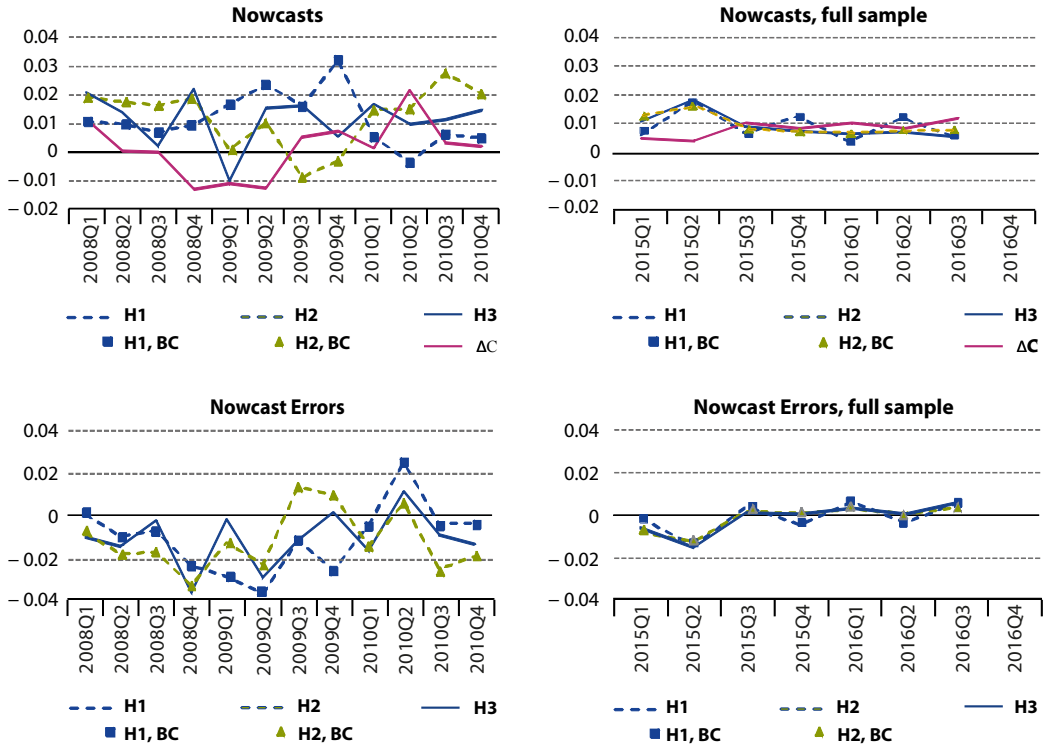 Nowcasts
0.04
0.03
0.02
0.01
0
– 0.01
– 0.02
2008Q1
2008Q2
2008Q3
2008Q4
2009Q1
2009Q2
2009Q3
2009Q4
2010Q1
2010Q2
2010Q3
2010Q4
H1 H2 H3
H1, BC H2, BC ΔC
Nowcasts, full sample
0.04
0.03
0.02
0.01
0
– 0.01
– 0.02
2015Q1
2015Q2
2015Q3
2015Q4
2016Q1
2016Q2
2016Q3
2016Q4
H1 H2 H3
H1, BC H2, BC ΔC
Nowcast Errors
0.04
0.02
0
– 0.02
– 0.04
2008Q1
2008Q2
2008Q3
2008Q4
2009Q1
2009Q2
2009Q3
2009Q4
2010Q1
2010Q2
2010Q3
2010Q4
H1 H2 H3
H1, BC H2, BC
Nowcast Errors, full sample
0.04
0.02
0
– 0.02
– 0.04
2015Q1
2015Q2
2015Q3
2015Q4
2016Q1
2016Q2
2016Q3
2016Q4
H1 H2 H3
H1, BC H2, BC